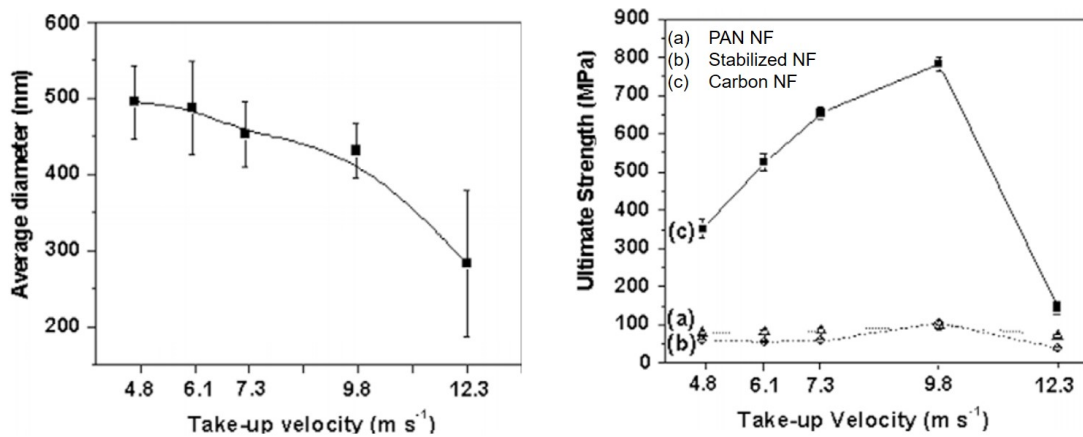 600
500
400
300
200
Average diameter (nm)
4.8 6.1 7.3 9.8 12.3
Take-up velocity (m s⁻¹)
900
800
700
600
500
400
300
200
100
0
Ultimate Strength (MPa)
(a) PAN NF
(b) Stabilized NF
(c) Carbon NF
(c)
(a)
(b)
4.8 6.1 7.3 9.8 12.3
Take-up Velocity (m s⁻¹)